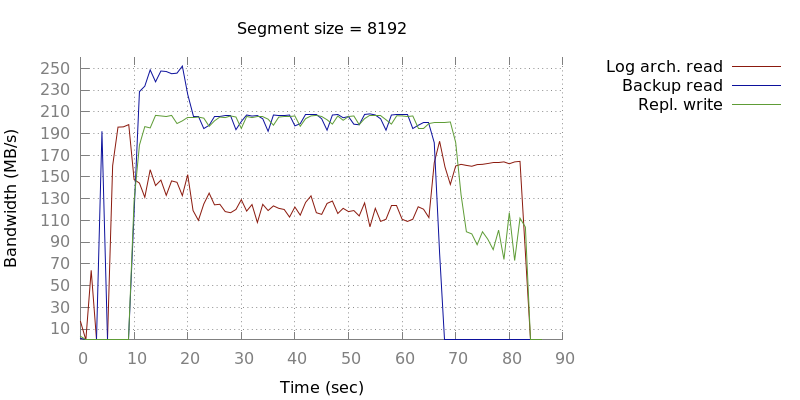 Segment size = 8192
Log arch. read
Backup read
Repl. write
Bandwidth (MB/s)
250
230
210
190
170
150
130
110
90
70
50
30
10
0 10 20 30 40 50 60 70 80 90
Time (sec)